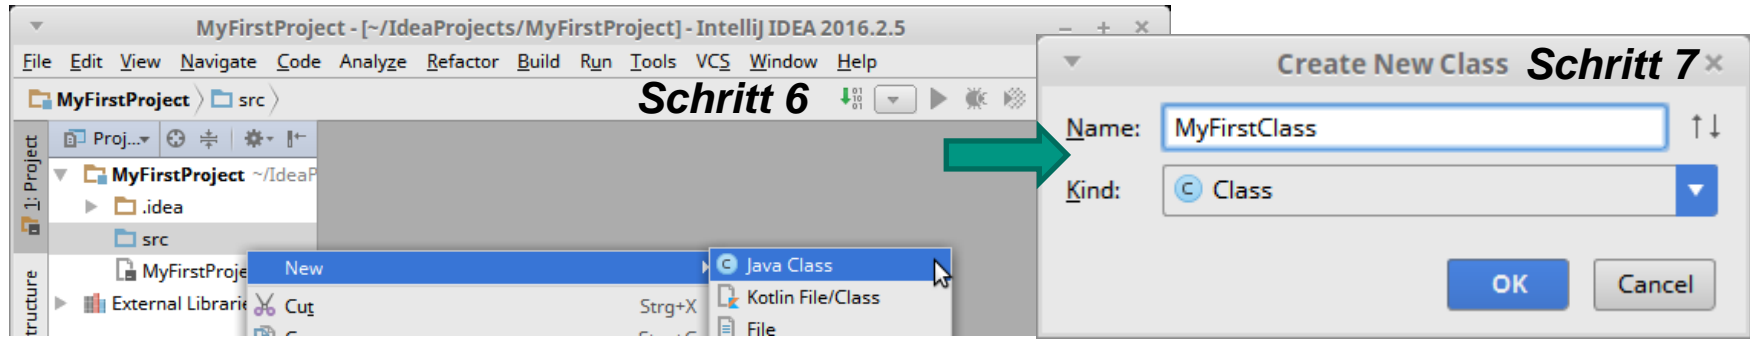 MyFirstProject - [~/IdeaProjects/MyFirstProject] - IntelliJ IDEA 2016.2.5
File Edit View Navigate Code Analyze Refactor Build Run Tools VCS Window Help
MyFirstProject src
Schritt 6
1: Project
Proj...
MyFirstProject ~/IdeaP
.idea
src
MyFirstProje
External Librarie
New
Cut
Strg+X
Java Class
Kotlin File/Class
File
Create New Class
Schritt 7
Name: MyFirstClass
Kind: Class
OK Cancel